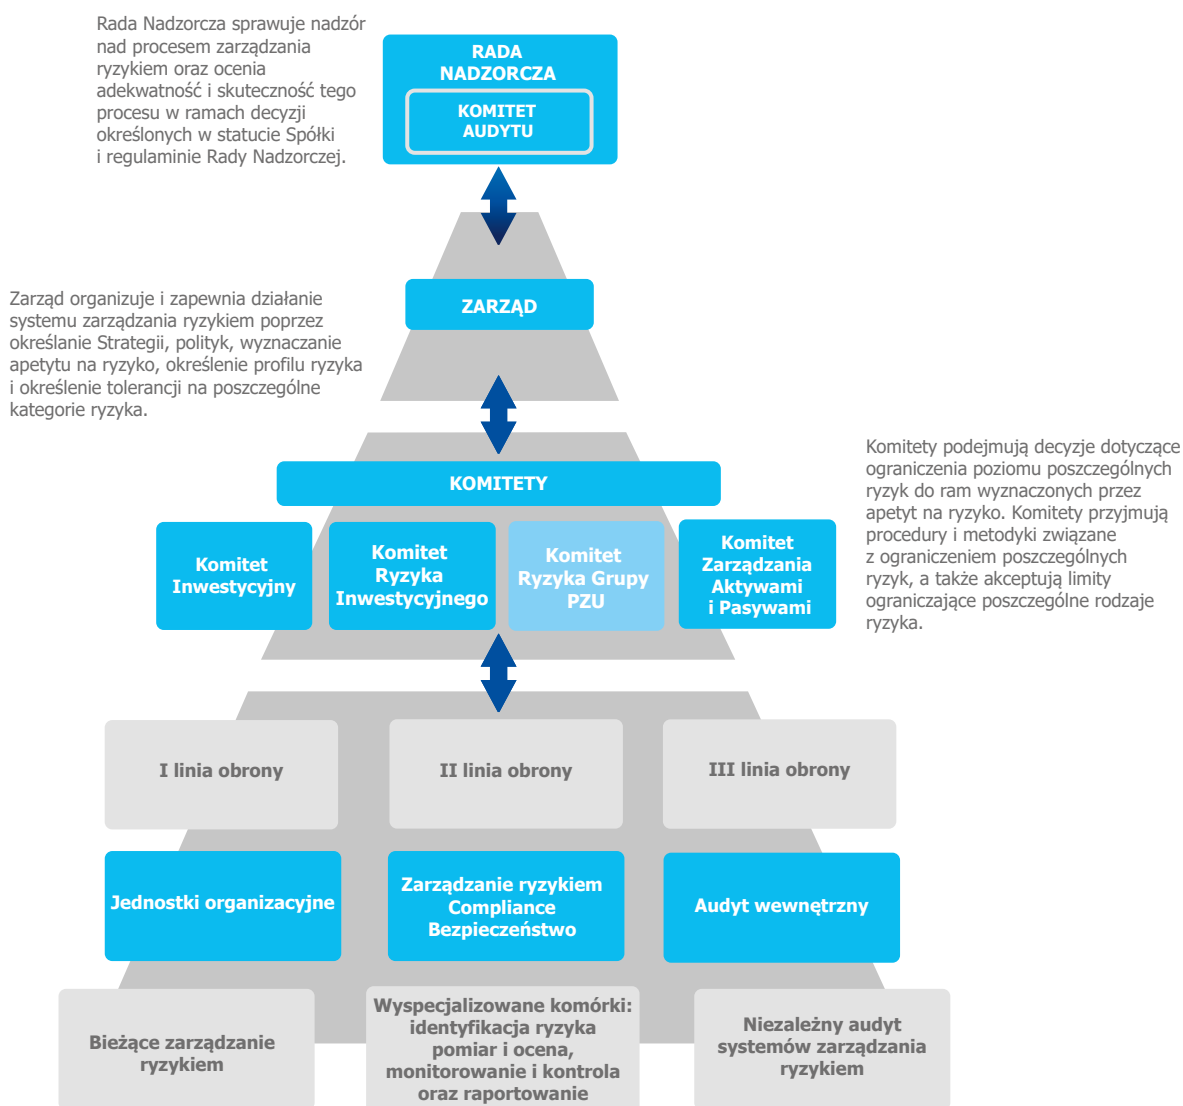 Rada Nadzorcza sprawuje nadzór
nad procesem zarządzania
ryzykiem oraz ocenia
adekwatność i skuteczność tego
procesu w ramach decyzji
określonych w statucie Spółki
i regulaminie Rady Nadzorczej.
RADA
NADZORCZA
KOMITET
AUDYTU
Zarząd organizuje i zapewnia działanie
systemu zarządzania ryzykiem poprzez
określanie Strategii, polityk, wyznaczanie
apetytu na ryzyko, określenie profilu ryzyka
i określenie tolerancji na poszczególne
kategorie ryzyka.
ZARZĄD
KOMITETY
Komitet
Inwestycyjny
Komitet
Ryzyka
Inwestycyjnego
Komitet
Ryzyka Grupy
PZU
Komitet
Zarządzania
Aktywami
i Pasywami
Komitety podejmują decyzje dotyczące
ograniczenia poziomu poszczególnych
ryzyk do ram wyznaczonych przez
apetyt na ryzyko. Komitety przyjmują
procedury i metodyki związane
z ograniczeniem poszczególnych
ryzyk, a także akceptują limity
ograniczające poszczególne rodzaje
ryzyka.
I linia obrony
II linia obrony
III linia obrony
Jednostki organizacyjne
Zarządzanie ryzykiem
Compliance
Bezpieczeństwo
Audyt wewnętrzny
Bieżące zarządzanie
ryzykiem
Wyspecjalizowane komórki:
identyfikacja ryzyka
pomiar i ocena,
monitorowanie i kontrola
oraz raportowanie
Niezależny audyt
systemów zarządzania
ryzykiem